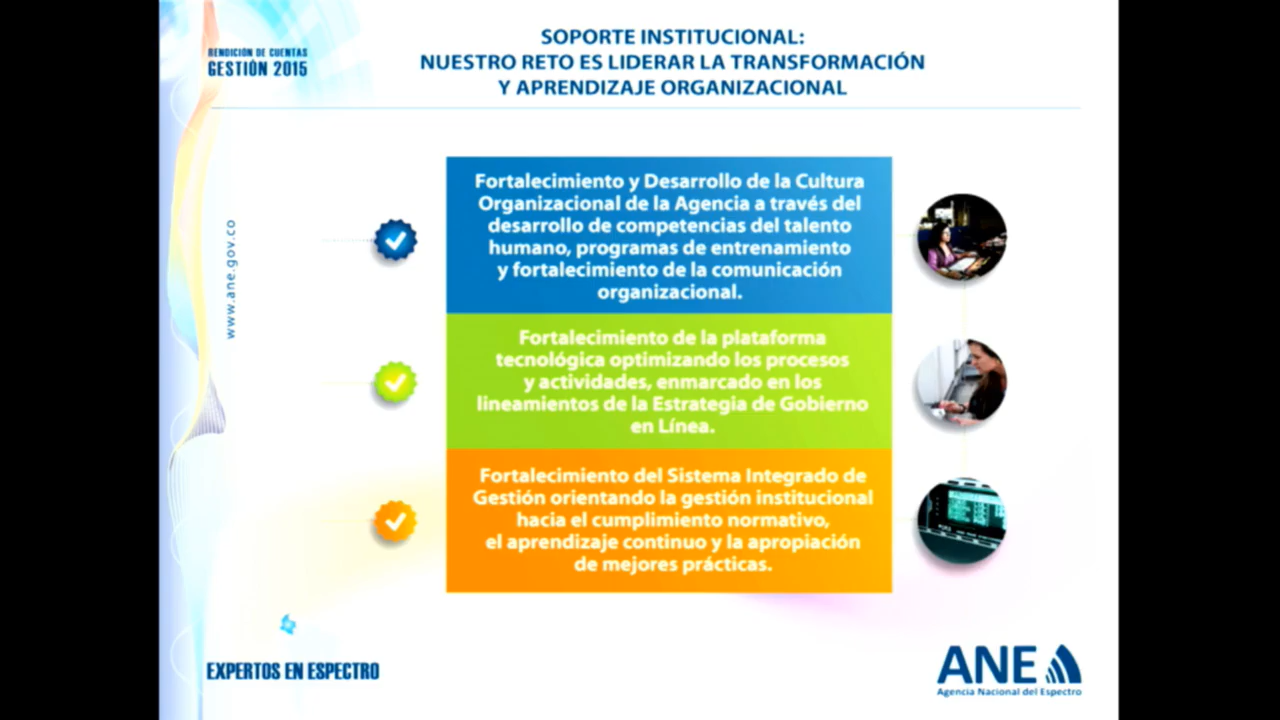 RENDICIÓN DE CUENTAS
GESTIÓN 2015
SOPORTE INSTITUCIONAL:
NUESTRO RETO ES LIDERAR LA TRANSFORMACIÓN
Y APRENDIZAJE ORGANIZACIONAL
www.ane.gov.co
Fortalecimiento y Desarrollo de la Cultura
Organizacional de la Agencia a través del
desarrollo de competencias del talento
humano, programas de entrenamiento
y fortalecimiento de la comunicación
organizacional.
Fortalecimiento de la plataforma
tecnológica optimizando los procesos
y actividades, enmarcado en los
lineamientos de la Estrategia de Gobierno
en Línea.
Fortalecimiento del Sistema Integrado de
Gestión orientando la gestión institucional
hacia el cumplimiento normativo,
el aprendizaje continuo y la apropiación
de mejores prácticas.
EXPERTOS EN ESPECTRO
ANE
Agencia Nacional del Espectro